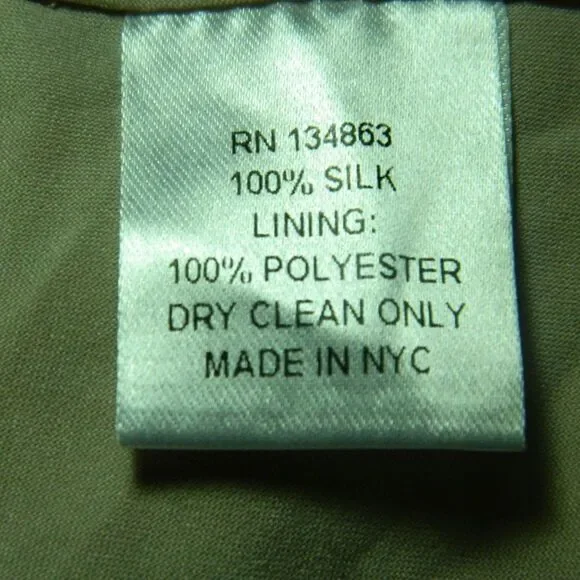 RN 134863
100% SILK
LINING:
100% POLYESTER
DRY CLEAN ONLY
MADE IN NYC